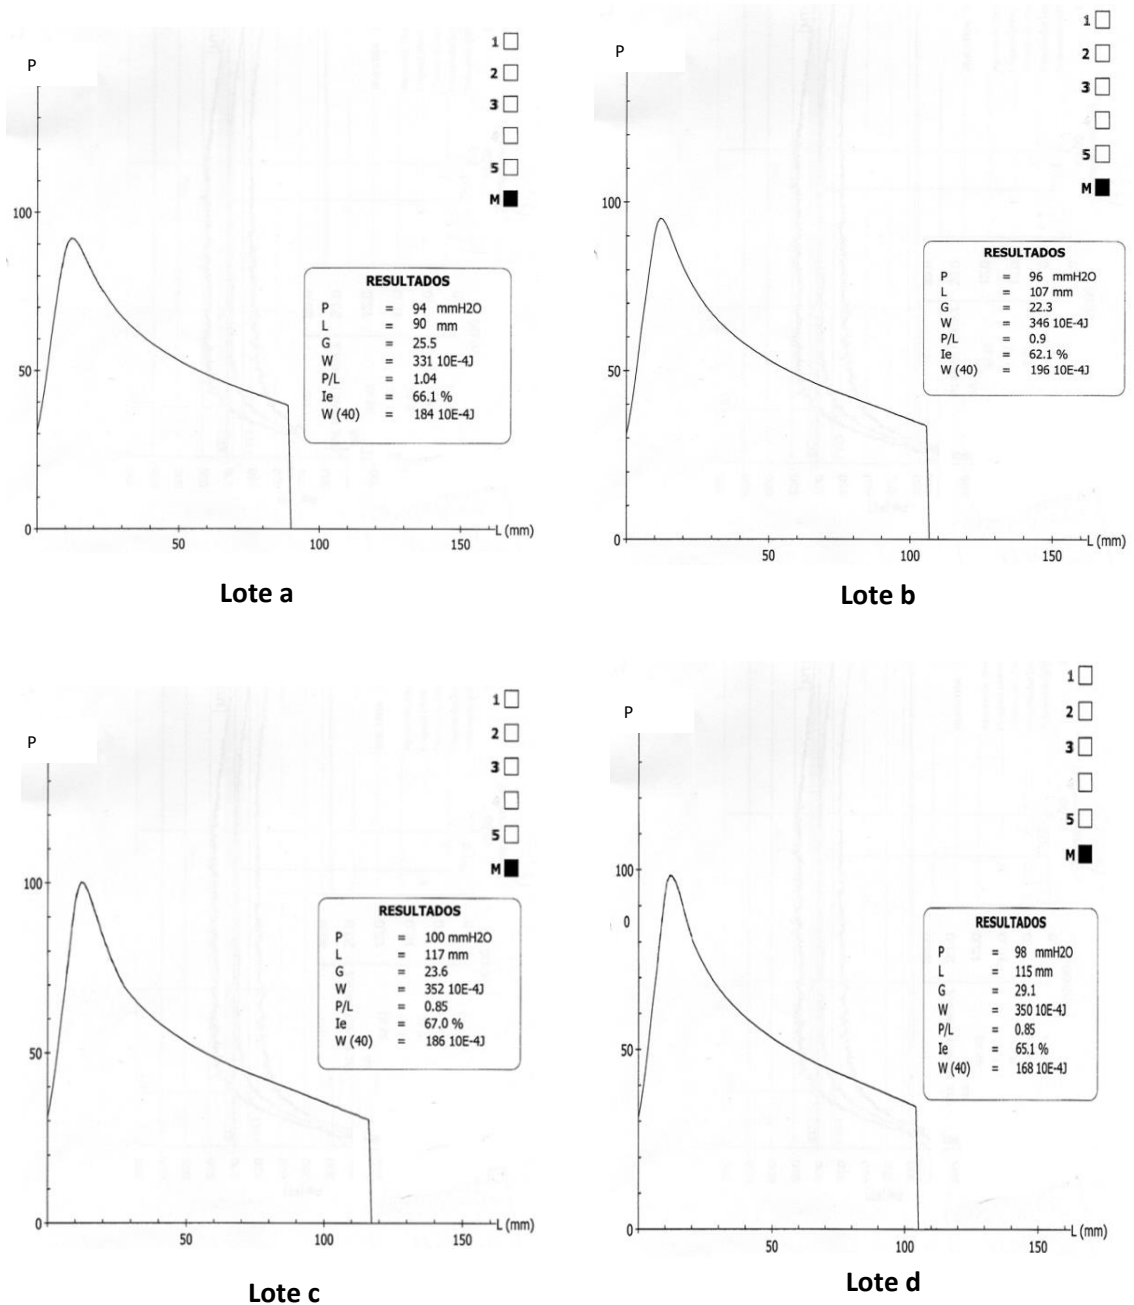 P
1
2
3
5
M
100
50
0
50
100
150
L (mm)
RESULTADOS
P = 94 mmH2O
L = 90 mm
G = 25.5
W = 331 10E-4J
P/L = 1.04
Ie = 66.1 %
W (40) = 184 10E-4J
Lote a
P
1
2
3
5
M
100
50
0
50
100
150
L (mm)
RESULTADOS
P = 96 mmH2O
L = 107 mm
G = 22.3
W = 346 10E-4J
P/L = 0.9
Ie = 62.1 %
W (40) = 196 10E-4J
Lote b
P
1
2
3
5
M
100
50
0
50
100
150
L (mm)
RESULTADOS
P = 100 mmH2O
L = 117 mm
G = 23.6
W = 352 10E-4J
P/L = 0.85
Ie = 67.0 %
W (40) = 186 10E-4J
Lote c
P
1
2
3
5
M
100
0
50
0
50
100
150
L (mm)
RESULTADOS
P = 98 mmH2O
L = 115 mm
G = 29.1
W = 350 10E-4J
P/L = 0.85
Ie = 65.1 %
W (40) = 168 10E-4J
Lote d